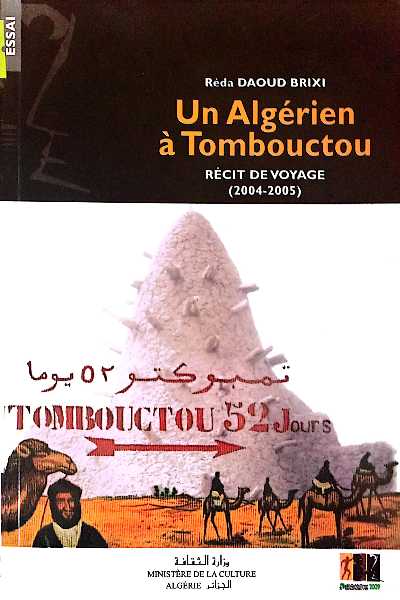 ESSAI
Réda DAOUD BRIXI
Un Algérien
à Tombouctou
RÉCIT DE VOYAGE
(2004-2005)
تمبوكتو ٥٢ يوما
TOMBOUCTOU 52 Jours
وزارة الثقافة
MINISTÈRE DE LA CULTURE
ALGÉRIE الجزائر
2009